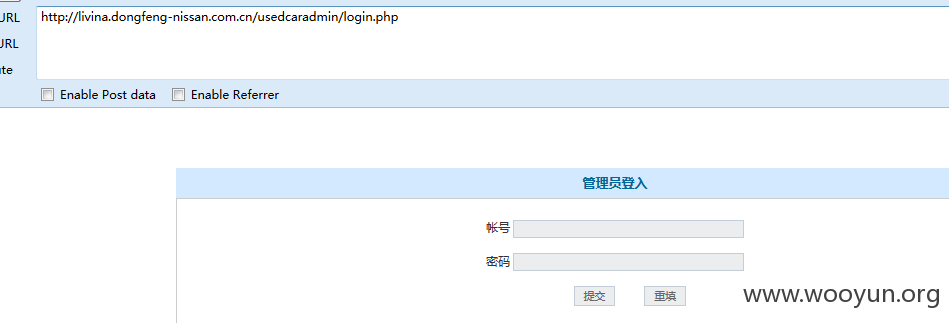 URL
http://livina.dongfeng-nissan.com.cn/usedcaradmin/login.php
URL
ute
Enable Post data Enable Referrer
管理员登入
帐号
密码
提交 重填
www.wooyun.org